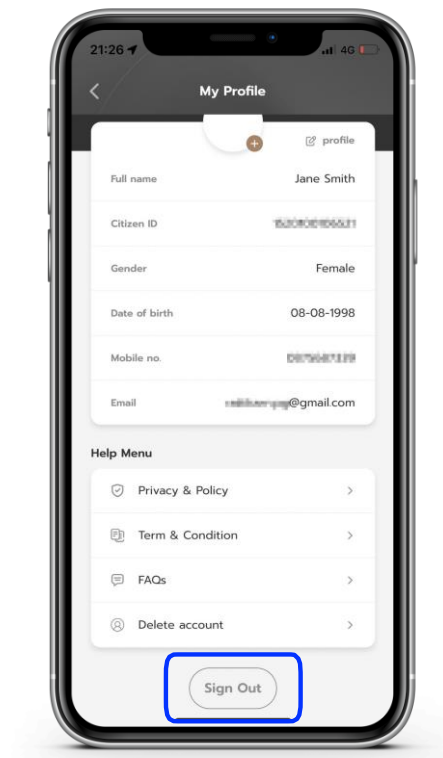 21:26 4G
My Profile
profile
Full name Jane Smith
Citizen ID
Gender Female
Date of birth 08-08-1998
Mobile no.
Email @gmail.com
Help Menu
Privacy & Policy
Term & Condition
FAQs
Delete account
Sign Out